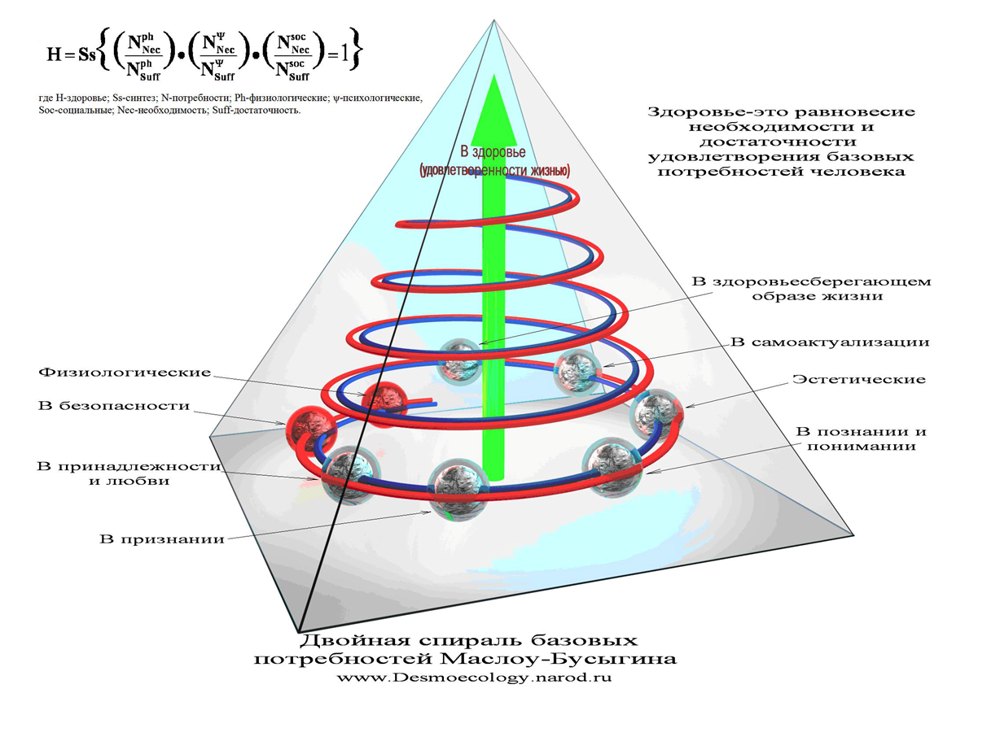 H = Ss{(N^ph_Nec / N^ph_Suff) • (N^Ψ_Nec / N^Ψ_Suff) • (N^soc_Nec / N^soc_Suff) = 1}
где H-здоровье; Ss-синтез; N-потребности; Ph-физиологические; ψ-психологические,
Soc-социальные; Nec-необходимость; Suff-достаточность.
Здоровье-это равновесие
необходимости и
достаточности
удовлетворения базовых
потребностей человека
В здоровье
(удовлетворенности жизнью)
В здоровьесберегающем
образе жизни
В самоактуализации
Эстетические
В познании и
понимании
Физиологические
В безопасности
В принадлежности
и любви
В признании
Двойная спираль базовых
потребностей Маслоу-Бусыгина
www.Desmoecology.narod.ru